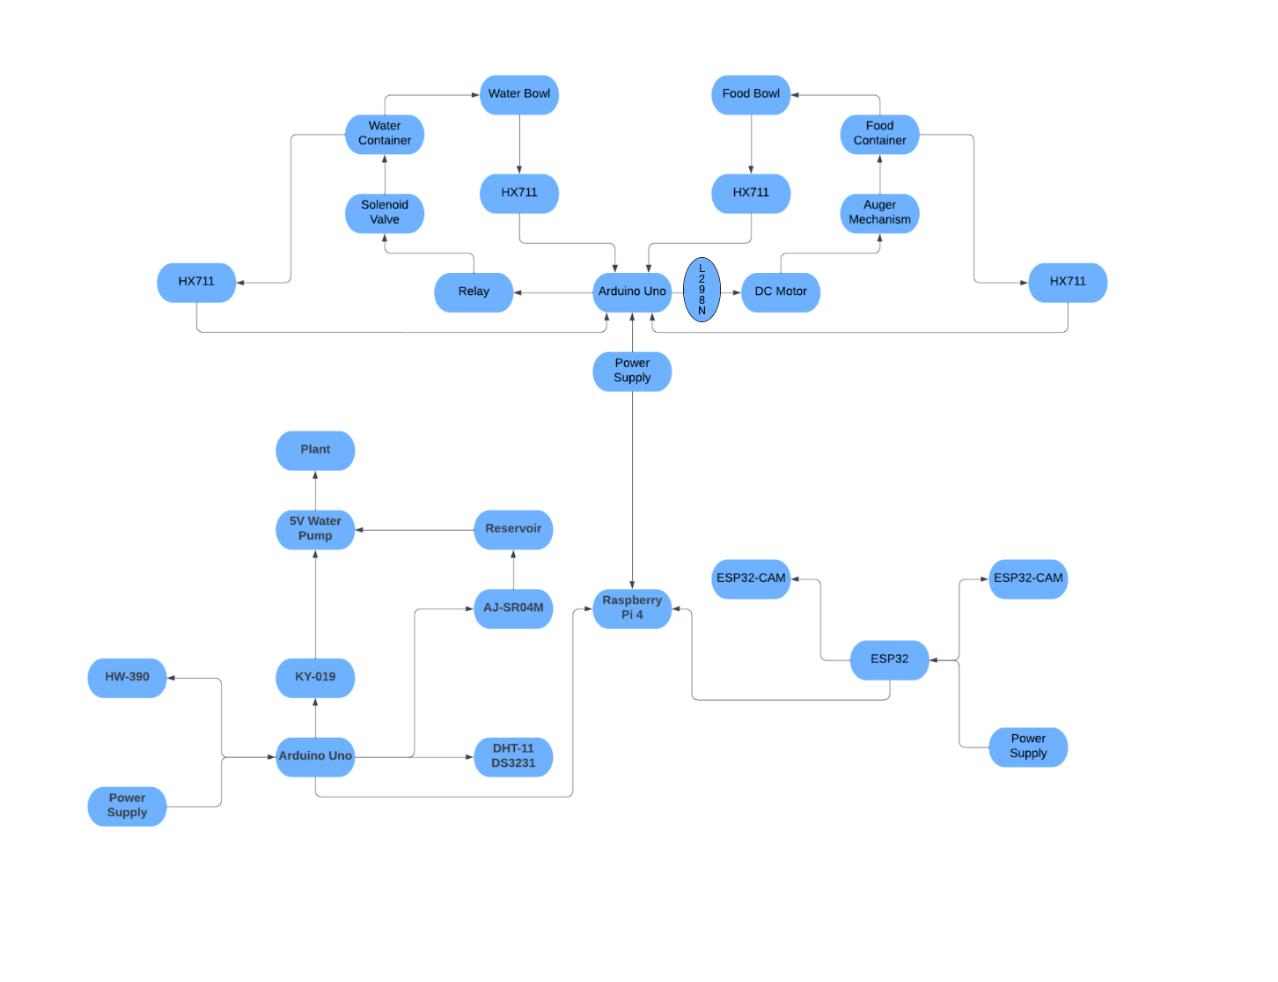 Water Bowl
Food Bowl
Water
Container
Food
Container
HX711
HX711
Solenoid
Valve
Auger
Mechanism
HX711
Relay
Arduino Uno
L
2
9
8
N
DC Motor
HX711
Power
Supply
Plant
5V Water
Pump
Reservoir
ESP32-CAM
ESP32-CAM
AJ-SR04M
Raspberry
Pi 4
HW-390
KY-019
ESP32
Arduino Uno
DHT-11
DS3231
Power
Supply
Power
Supply